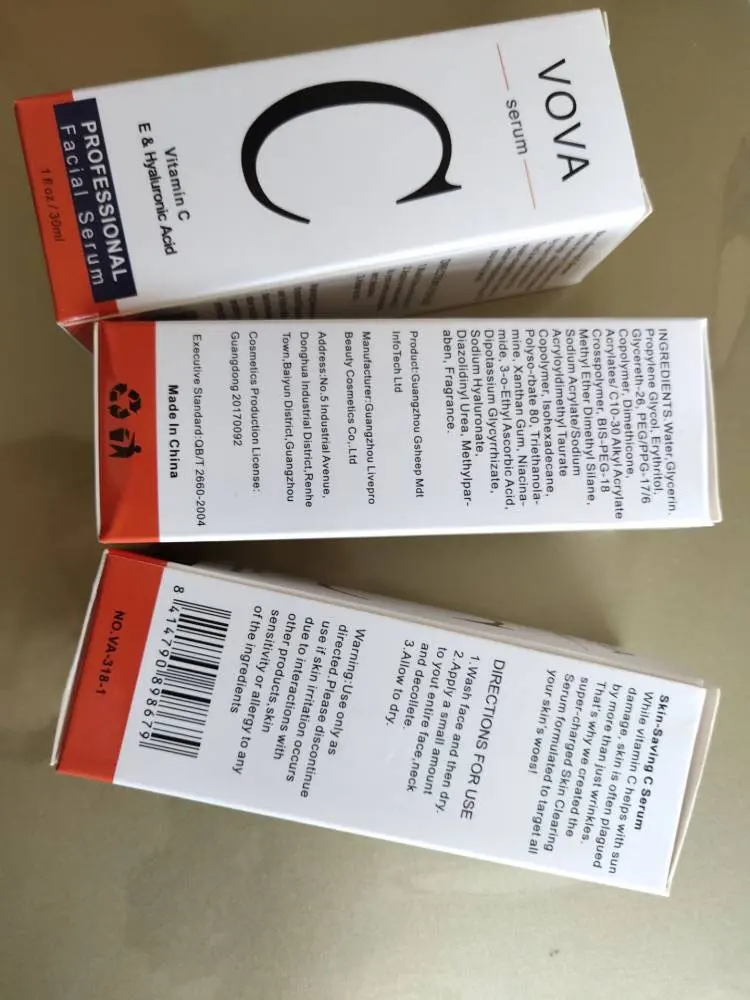 VOVA
serum
C
Vitamin C
E & Hyaluronic Acid
PROFESSIONAL
Facial Serum
1 fl oz / 30ml
INGREDIENTS.Water,Glycerin.
Propylene Glycol, Erythritol,
Glycereth-26, PEG/PPG-17/6
Copolymer, Dimethicone,
Acrylates/ C10-30 Alkyl Acrylate
Crosspolymer, BIS-PEG-18
Methyl Ether Dimethyl Silane,
Sodium Acrylate/Sodium
Acryloyldimethyl Taurate
Copolymer, Isohexadecane,
Polyso-rbate 80, Triethanola-
mine, Xanthan Gum, Niacina-
mide, 3-o-Ethyl Ascorbic Acid,
Dipotassium Glycyrrhizate,
Sodium Hyaluronate,
Diazolidinyl Urea, Methylpar-
aben, Fragrance.
Product:Guangzhou Gsheep Mdt
InfoTech Ltd
Manufacturer:Guangzhou Livepro
Beauty Cosmetics Co,.Ltd
Address:No.5 Industrial Avenue,
Donghua Industrial District,Renhe
Town,Baiyun District,Guangzhou
Cosmetics Production License:
Guangdong 20170092
Executive Standard:QB/T 2660-2004
Made In China
Skin-Saving C Serum
While vitamin C helps with sun
damage, skin is often plagued
by more than just wrinkles.
That's why we created the
super-charged Skin Clearing
Serum formulated to target all
your skin's woes!
DIRECTIONS FOR USE
1.Wash face and then dry.
2.Apply a small amount
to yout entire face,neck
and decollete.
3.Allow to dry.
Warning:Use only as
directed.Please discontinue
use if skin irritation occurs
due to interactions with
other products,skin
sensitivity or allergy to any
of the ingredients
8 414790 898679
NO.VA-318-1